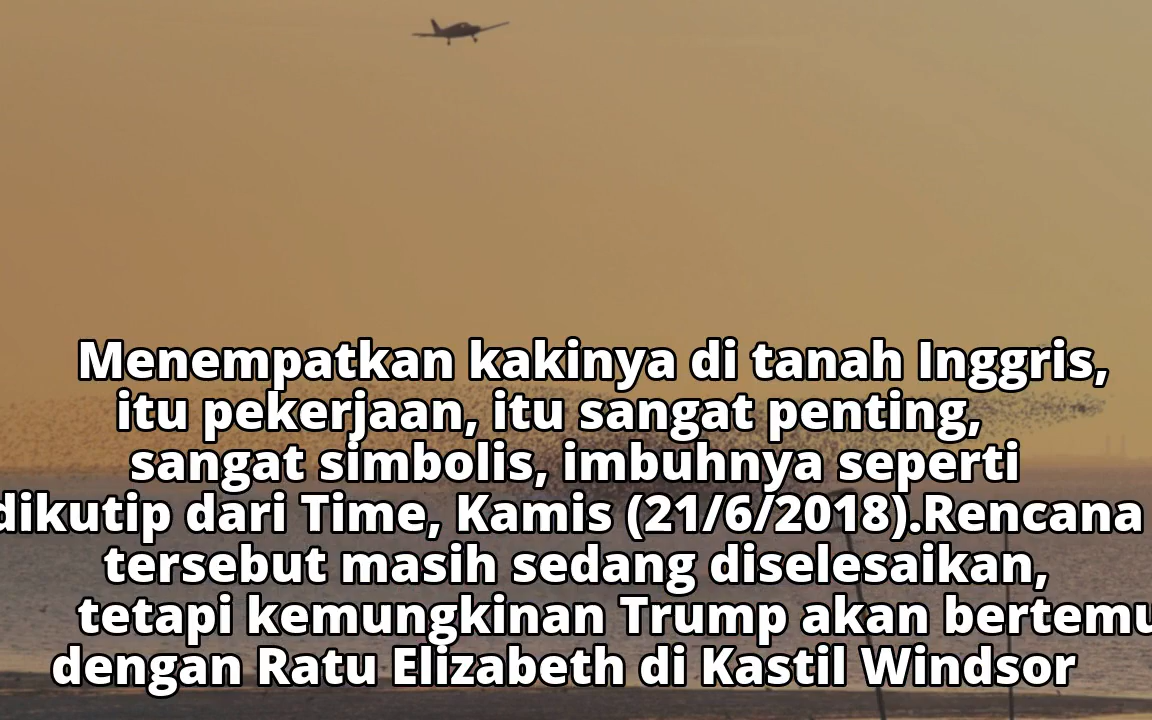 Menempatkan kakinya di tanah Inggris,
itu pekerjaan, itu sangat penting,
sangat simbolis, imbuhnya seperti
dikutip dari Time, Kamis (21/6/2018).Rencana
tersebut masih sedang diselesaikan,
tetapi kemungkinan Trump akan bertemu
dengan Ratu Elizabeth di Kastil Windsor